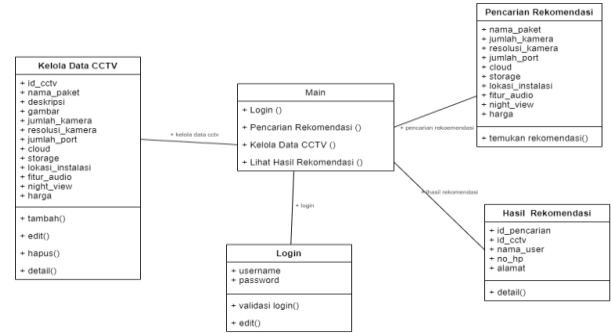 Pencarian Rekomendasi
+ nama_paket
+ jumlah_kamera
+ resolusi_kamera
+ jumlah_port
+ cloud
+ storage
+ lokasi_instalasi
+ fitur_audio
+ night_view
+ harga
+ temukan rekomendasi()
Kelola Data CCTV
+ id_cctv
+ nama_paket
+ deskripsi
+ gambar
+ jumlah_kamera
+ resolusi_kamera
+ jumlah_port
+ cloud
+ storage
+ lokasi_instalasi
+ fitur_audio
+ night_view
+ harga
+ tambah()
+ edit()
+ hapus()
+ detail()
Main
+ Login ()
+ Pencarian Rekomendasi ()
+ Kelola Data CCTV ()
+ Lihat Hasil Rekomendasi ()
+ kelola data cctv
+ pencarian rekoemendasi
+ lhasil rekomendasi
+ login
Hasil Rekomendasi
+ id_pencarian
+ id_cctv
+ nama_user
+ no_hp
+ alamat
+ detail()
Login
+ username
+ password
+ validasi login()
+ edit()